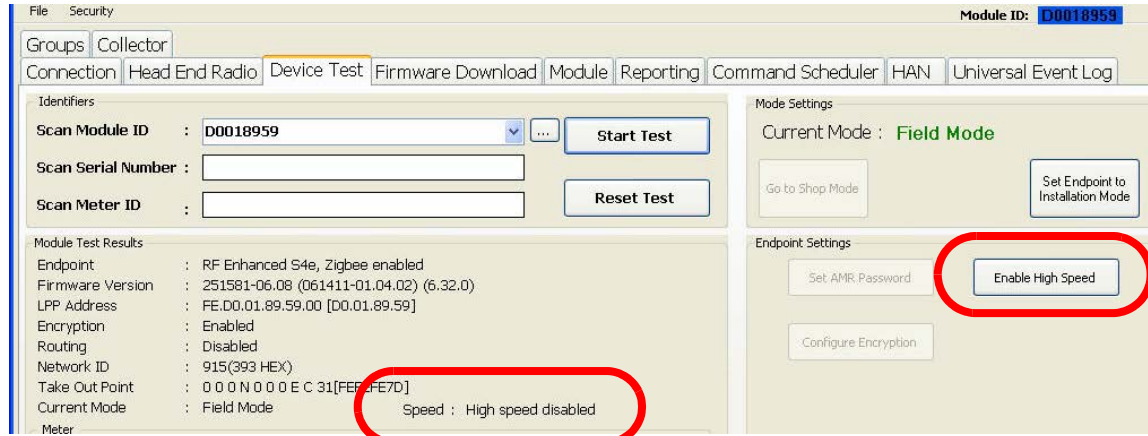 File Security
Module ID: D0018959
Groups Collector
Connection Head End Radio Device Test Firmware Download Module Reporting Command Scheduler HAN Universal Event Log
Identifiers
Scan Module ID : D0018959 ... Start Test
Scan Serial Number :
Scan Meter ID : Reset Test
Mode Settings
Current Mode : Field Mode
Go to Shop Mode
Set Endpoint to
Installation Mode
Module Test Results
Endpoint : RF Enhanced S4e, Zigbee enabled
Firmware Version : 251581-06.08 (061411-01.04.02) (6.32.0)
LPP Address : FE.D0.01.89.59.00 [D0.01.89.59]
Encryption : Enabled
Routing : Disabled
Network ID : 915(393 HEX)
Take Out Point : 0 0 0 N 0 0 0 E C
Current Mode : Field Mode Speed : High speed disabled
Meter
Endpoint Settings
Set AMR Password Enable High Speed
Configure Encryption